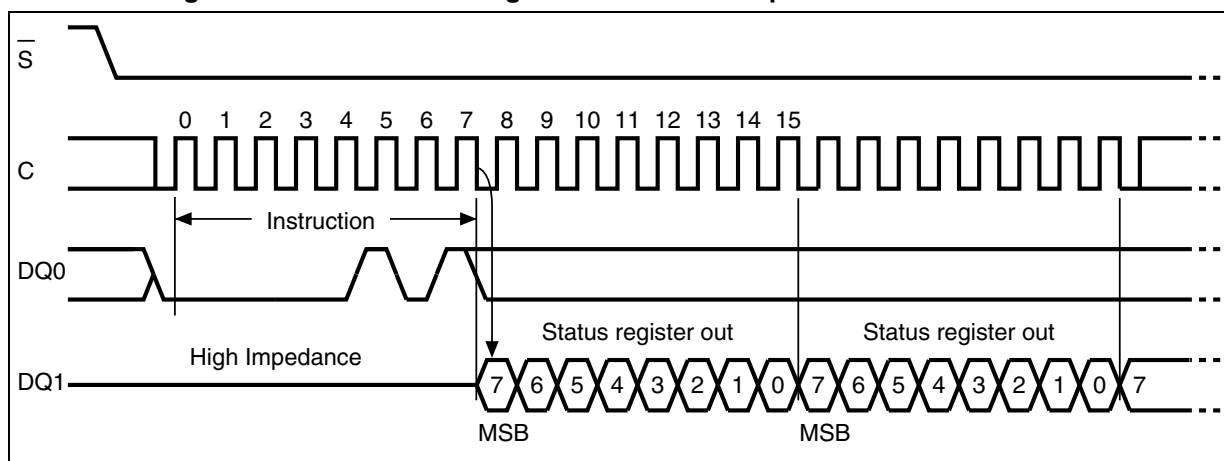 S
0 1 2 3 4 5 6 7 8 9 10 11 12 13 14 15
C
Instruction
DQ0
Status register out Status register out
High Impedance
DQ1 7 6 5 4 3 2 1 0 7 6 5 4 3 2 1 0 7
MSB MSB